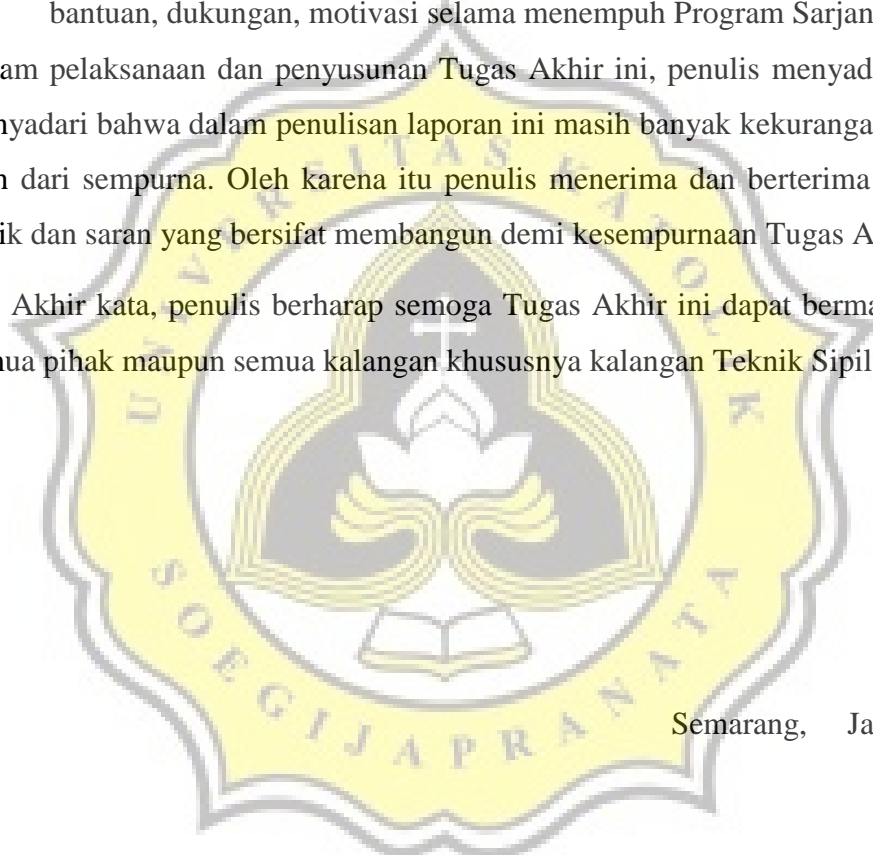 bantuan, dukungan, motivasi selama menempuh Program Sarjan
am pelaksanaan dan penyusunan Tugas Akhir ini, penulis menyad
nyadari bahwa dalam penulisan laporan ini masih banyak kekuranga
dari sempurna. Oleh karena itu penulis menerima dan berterima
ik dan saran yang bersifat membangun demi kesempurnaan Tugas A
Akhir kata, penulis berharap semoga Tugas Akhir ini dapat berma
ua pihak maupun semua kalangan khususnya kalangan Teknik Sipil
Semarang, Ja
UNIVERSITAS KATOLIK
SOEGIJAPRANATA